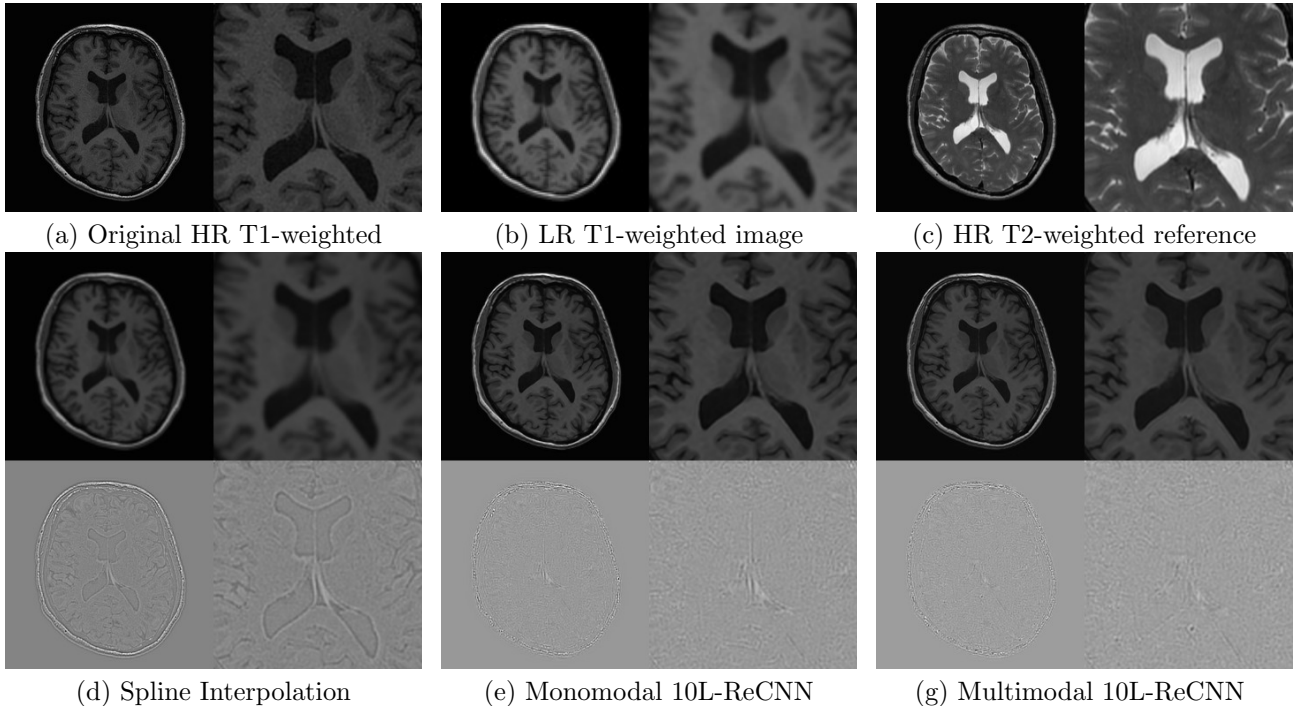 (a) Original HR T1-weighted
(b) LR T1-weighted image
(c) HR T2-weighted reference
(d) Spline Interpolation
(e) Monomodal 10L-ReCNN
(g) Multimodal 10L-ReCNN